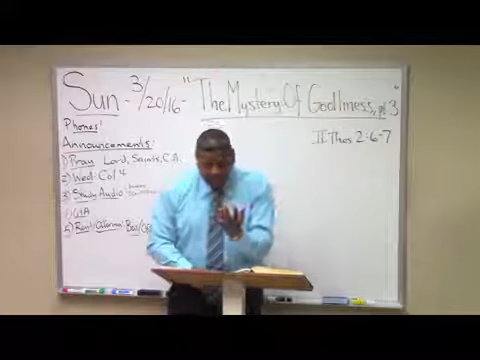 Sun - 3/20/16 - "The Mystery Of Godliness, pt 3"
Phones!
II Thes 2:6-7
Announcements!
1) Pray Lord, Saints, C.A.
2) Wed: Col 4
3) Study Audio
Q&A
5)